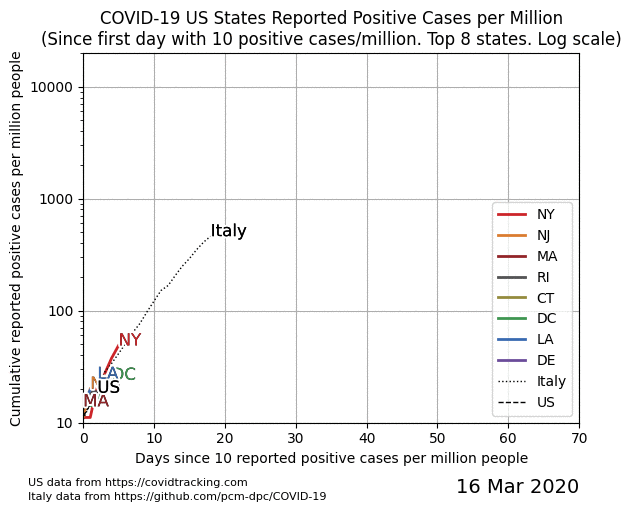 COVID-19 US States Reported Positive Cases per Million
(Since first day with 10 positive cases/million. Top 8 states. Log scale)
Cumulative reported positive cases per million people
10000
1000
100
10
Italy
NY
LA
DC
N
US
MA
NY
NJ
MA
RI
CT
DC
LA
DE
Italy
US
0 10 20 30 40 50 60 70
Days since 10 reported positive cases per million people
US data from https://covidtracking.com
Italy data from https://github.com/pcm-dpc/COVID-19
16 Mar 2020